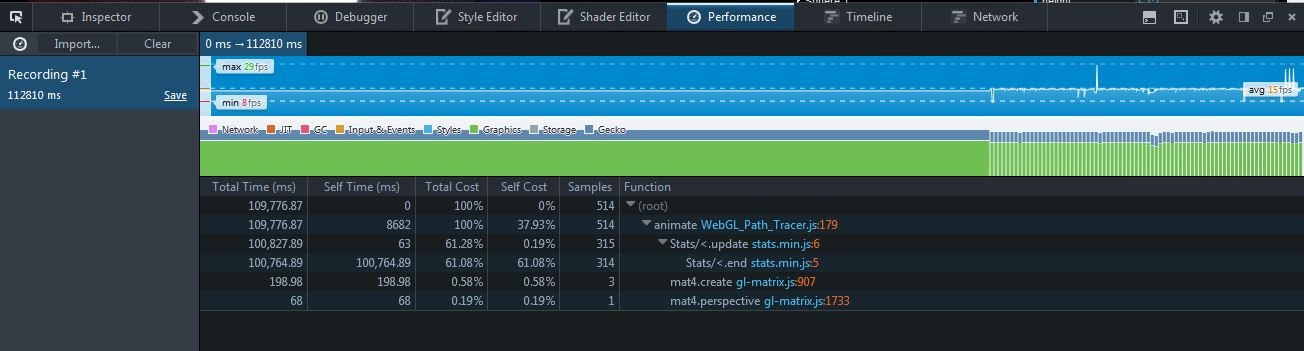 Inspector Console Debugger Style Editor Shader Editor Performance Timeline Network
Import... Clear 0 ms → 112810 ms
Recording #1
112810 ms Save
max 29fps
avg 15fps
min 8fps
Network JIT GC Input & Events Styles Graphics Storage Gecko
Total Time (ms) Self Time (ms) Total Cost Self Cost Samples Function
109,776.87 0 100% 0% 514 (root)
109,776.87 8682 100% 37.93% 514 animate WebGL_Path_Tracer.js:179
100,827.89 63 61.28% 0.19% 315 Stats/<.update stats.min.js:6
100,764.89 100,764.89 61.08% 61.08% 314 Stats/<.end stats.min.js:5
198.98 198.98 0.58% 0.58% 3 mat4.create gl-matrix.js:907
68 68 0.19% 0.19% 1 mat4.perspective gl-matrix.js:1733